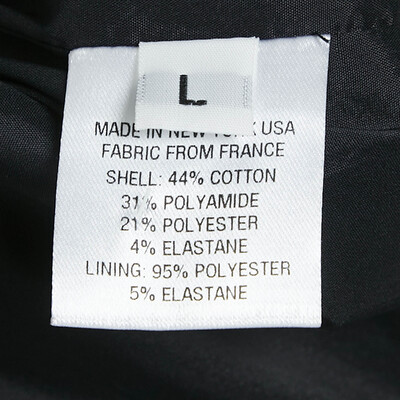 L
MADE IN NEW YORK USA
FABRIC FROM FRANCE
SHELL: 44% COTTON
31% POLYAMIDE
21% POLYESTER
4% ELASTANE
LINING: 95% POLYESTER
5% ELASTANE